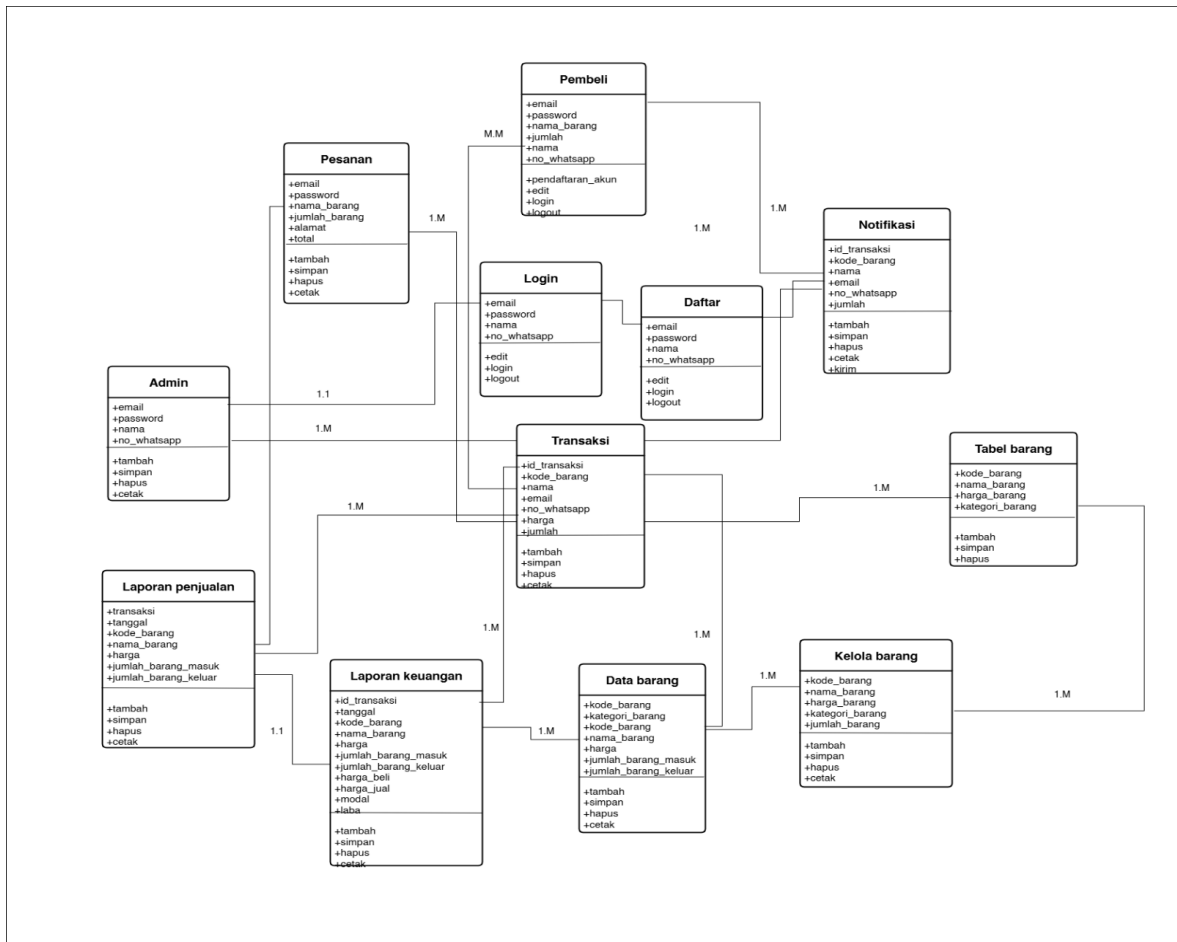 Pembeli
+email
+password
+nama_barang
+jumlah
+nama
+no_whatsapp
+pendaftaran_akun
+edit
+login
+logout
M.M
Pesanan
+email
+password
+nama_barang
+jumlah_barang
+alamat
+total
+tambah
+simpan
+hapus
+cetak
1.M
1.M
1.M
Notifikasi
+id_transaksi
+kode_barang
+nama
+email
+no_whatsapp
+jumlah
+tambah
+simpan
+hapus
+cetak
+kirim
Login
+email
+password
+nama
+no_whatsapp
+edit
+login
+logout
Daftar
+email
+password
+nama
+no_whatsapp
+edit
+login
+logout
Admin
+email
+password
+nama
+no_whatsapp
+tambah
+simpan
+hapus
+cetak
1.1
1.M
Transaksi
+id_transaksi
+kode_barang
+nama
+email
+no_whatsapp
+harga
+jumlah
+tambah
+simpan
+hapus
+cetak
Tabel barang
+kode_barang
+nama_barang
+harga_barang
+kategori_barang
+tambah
+simpan
+hapus
1.M
1.M
Laporan penjualan
+transaksi
+tanggal
+kode_barang
+nama_barang
+harga
+jumlah_barang_masuk
+jumlah_barang_keluar
+tambah
+simpan
+hapus
+cetak
1.M
1.M
1.1
Laporan keuangan
+id_transaksi
+tanggal
+kode_barang
+nama_barang
+harga
+jumlah_barang_masuk
+jumlah_barang_keluar
+harga_beli
+harga_jual
+modal
+laba
+tambah
+simpan
+hapus
+cetak
1.M
Data barang
+kode_barang
+kategori_barang
+kode_barang
+nama_barang
+harga
+jumlah_barang_masuk
+jumlah_barang_keluar
+tambah
+simpan
+hapus
+cetak
1.M
Kelola barang
+kode_barang
+nama_barang
+harga_barang
+kategori_barang
+jumlah_barang
+tambah
+simpan
+hapus
+cetak
1.M